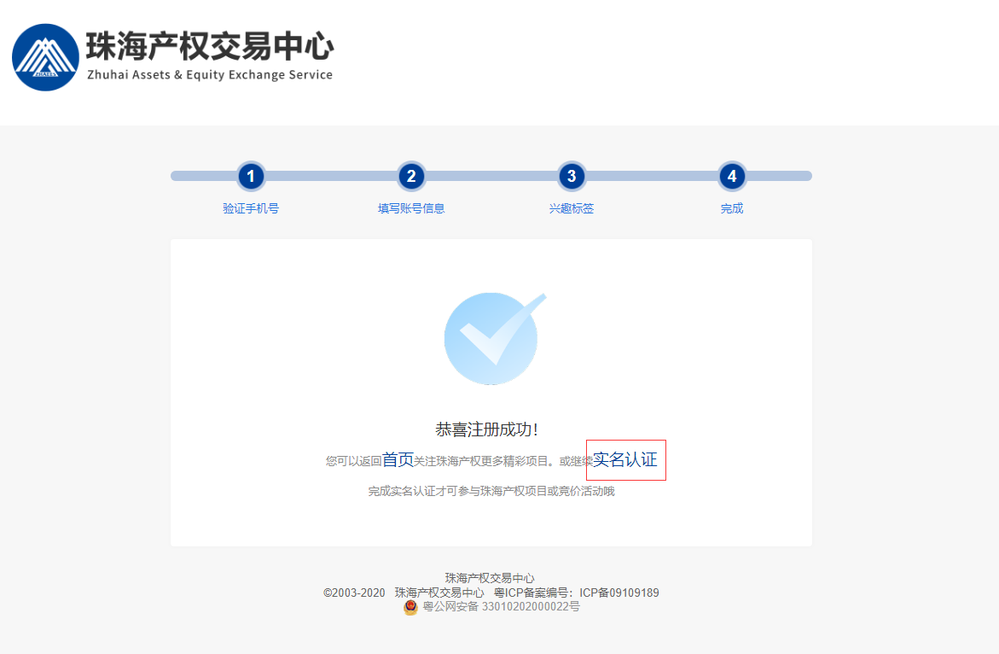 珠海产权交易中心
Zhuhai Assets & Equity Exchange Service
1 2 3 4
验证手机号 填写账号信息 兴趣标签 完成
恭喜注册成功！
您可以返回首页关注珠海产权更多精彩项目。或继续实名认证
完成实名认证才可参与珠海产权项目或竞价活动哦
珠海产权交易中心
©2003-2020 珠海产权交易中心 粤ICP备案编号：ICP备09109189
粤公网安备 33010202000022号